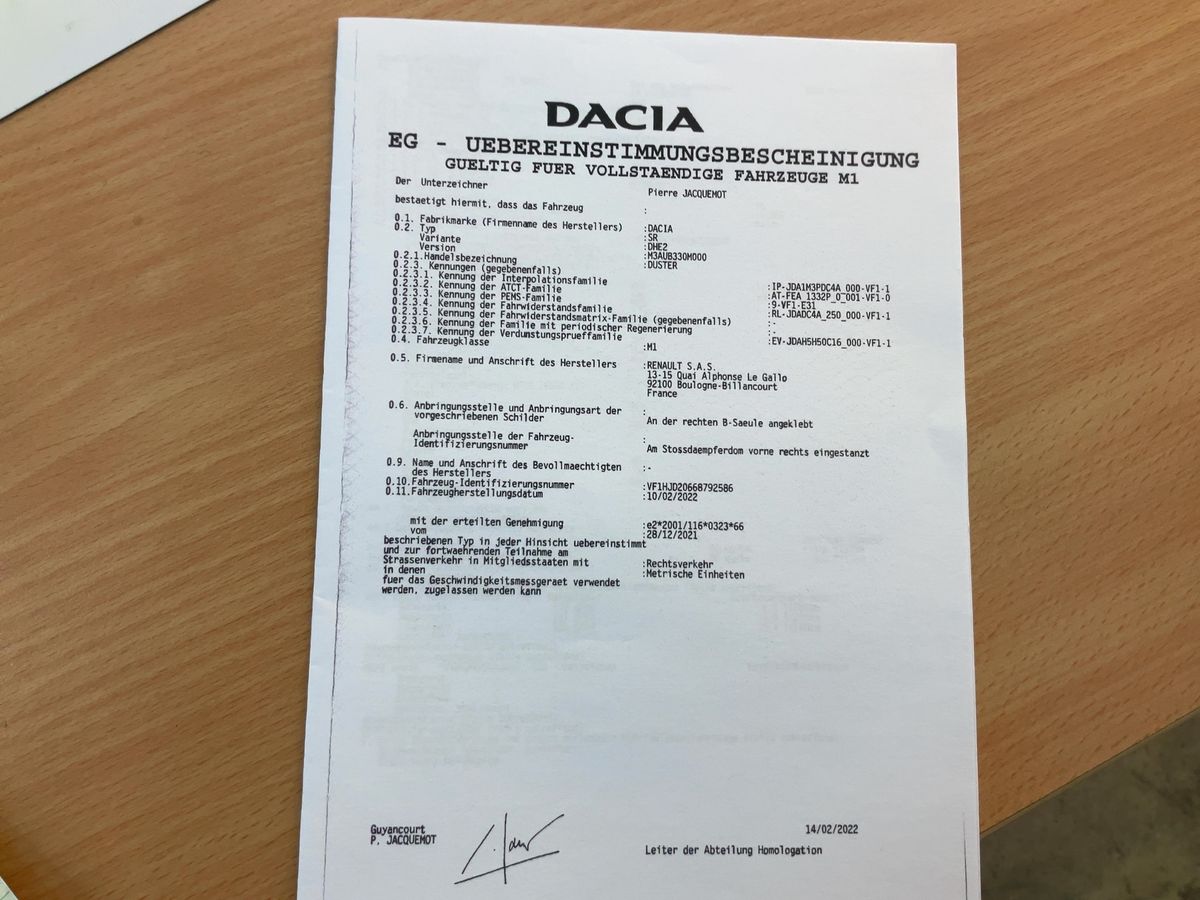 DACIA
EG - UEBEREINSTIMMUNGSBESCHEINIGUNG
GUELTIG FUER VOLLSTAENDIGE FAHRZEUGE M1
Der Unterzeichner Pierre JACQUEMOT
bestaetigt hiermit, dass das Fahrzeug :
0.1. Fabrikmarke (Firmenname des Herstellers) :DACIA
0.2. Typ :SR
Variante :DHE2
Version :M3AUB330M000
0.2.1.Handelsbezeichnung :DUSTER
0.2.3. Kennungen (gegebenenfalls)
0.2.3.1. Kennung der Interpolationsfamilie :IP-JDA1M3PDC4A_000-VF1-1
0.2.3.2. Kennung der ATCT-Familie :AT-FEA 1332P_0_001-VF1-0
0.2.3.3. Kennung der PEMS-Familie :9-VF1-E31
0.2.3.4. Kennung der Fahrwiderstandsfamilie :RL-JDADC4A_250_000-VF1-1
0.2.3.5. Kennung der Fahrwiderstandsmatrix-Familie (gegebenenfalls) :-
0.2.3.6. Kennung der Familie mit periodischer Regenerierung :-
0.2.3.7. Kennung der Verdunstungsprueffamilie :EV-JDAH5H50C16_000-VF1-1
0.4. Fahrzeugklasse :M1
0.5. Firmename und Anschrift des Herstellers :RENAULT S.A.S.
13-15 Quai Alphonse Le Gallo
92100 Boulogne-Billancourt
France
0.6. Anbringungsstelle und Anbringungsart der :
vorgeschriebenen Schilder An der rechten B-Saeule angeklebt
Anbringungsstelle der Fahrzeug- :
Identifizierungsnummer Am Stossdaempferdom vorne rechts eingestanzt
0.9. Name und Anschrift des Bevollmaechtigten :-
des Herstellers
0.10.Fahrzeug-Identifizierungsnummer :VF1HJD20668792586
0.11.Fahrzeugherstellungsdatum :10/02/2022
mit der erteilten Genehmigung :e2*2001/116*0323*66
vom :28/12/2021
beschriebenen Typ in jeder Hinsicht uebereinstimmt
und zur fortwaehrenden Teilnahme am
Strassenverkehr in Mitgliedsstaaten mit :Rechtsverkehr
in denen :Metrische Einheiten
fuer das Geschwindigkeitsmessgeraet verwendet
werden, zugelassen werden kann
Guyancourt 14/02/2022
P. JACQUEMOT
Leiter der Abteilung Homologation